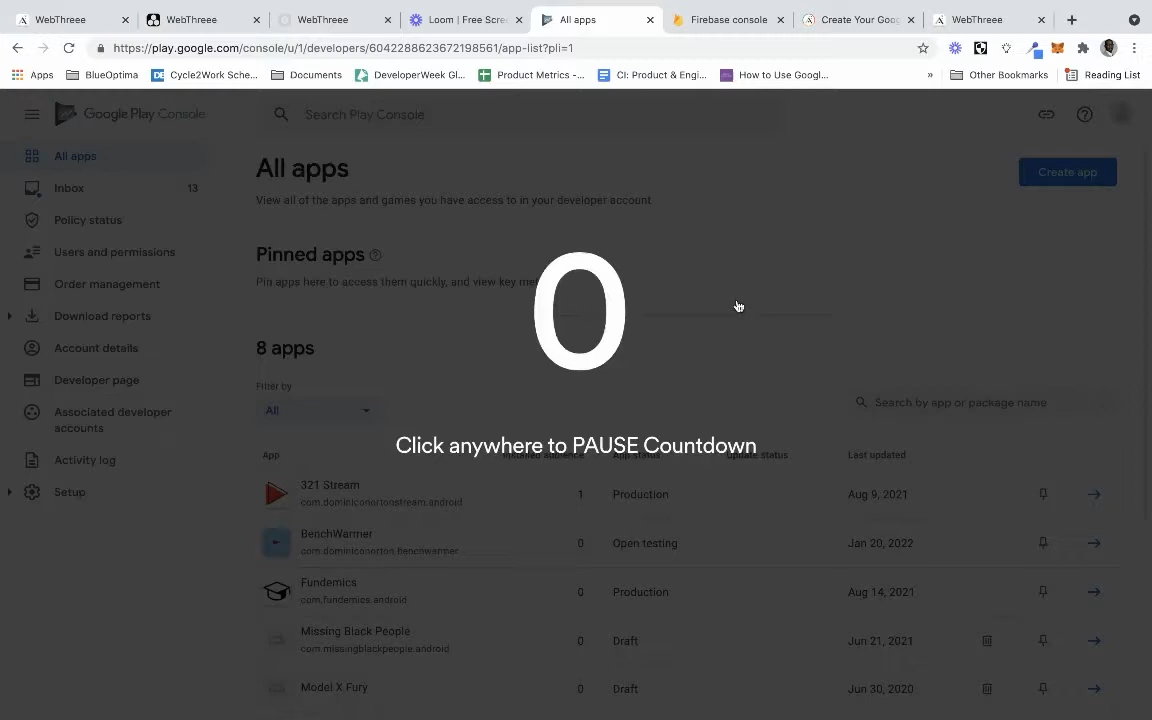 WebThreee
WebThreee
WebThreee
Loom | Free Scre
All apps
Firebase console
Create Your Goog
WebThreee
https://play.google.com/console/u/1/developers/6042288623672198561/app-list?pli=1
Apps
BlueOptima
Cycle2Work Sche...
Documents
DeveloperWeek Gl...
Product Metrics -...
CI: Product & Engi...
How to Use Googl...
»
Other Bookmarks
Reading List
Google Play Console
Search Play Console
All apps
Inbox
13
Policy status
Users and permissions
Order management
Download reports
Account details
Developer page
Associated developer
accounts
Activity log
Setup
All apps
Create app
View all of the apps and games you have access to in your developer account
Pinned apps
Pin apps here to access them quickly, and view key me
0
8 apps
Filter by
All
Search by app or package name
Click anywhere to PAUSE Countdown
App
Installed audience
App status
Update status
Last updated
321 Stream
com.dominicnortonstream.android
1
Production
Aug 9, 2021
BenchWarmer
com.dominicnorton.benchwarmer
0
Open testing
Jan 20, 2022
Fundemics
com.fundemics.android
0
Production
Aug 14, 2021
Missing Black People
com.missingblackpeople.android
0
Draft
Jun 21, 2021
Model X Fury
0
Draft
Jun 30, 2020